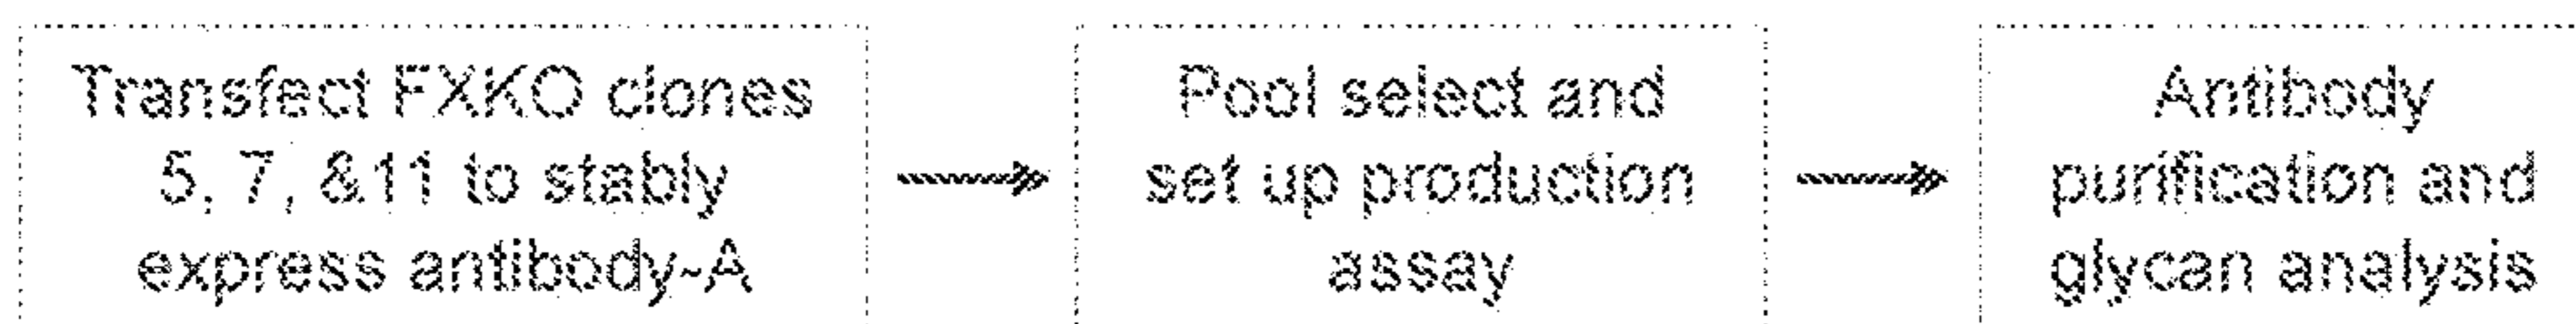 Transfect FXKO clones
5, 7, &11 to stably
express antibody-A
Pool select and
set up production
assay
Antibody
purification and
glycan analysis